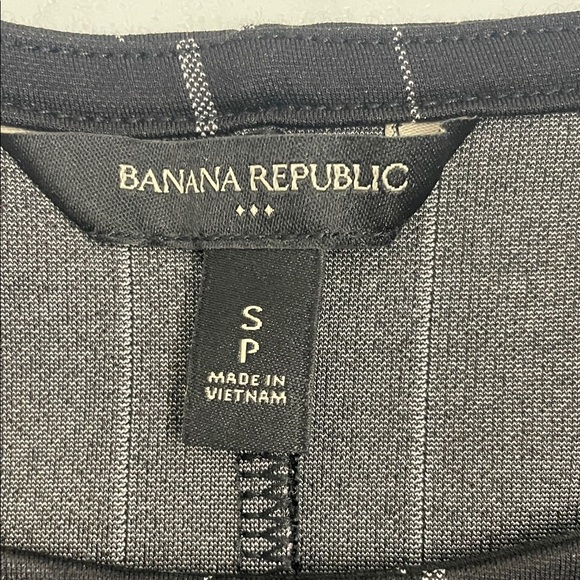 BANANA REPUBLIC
S
P
MADE IN
VIETNAM